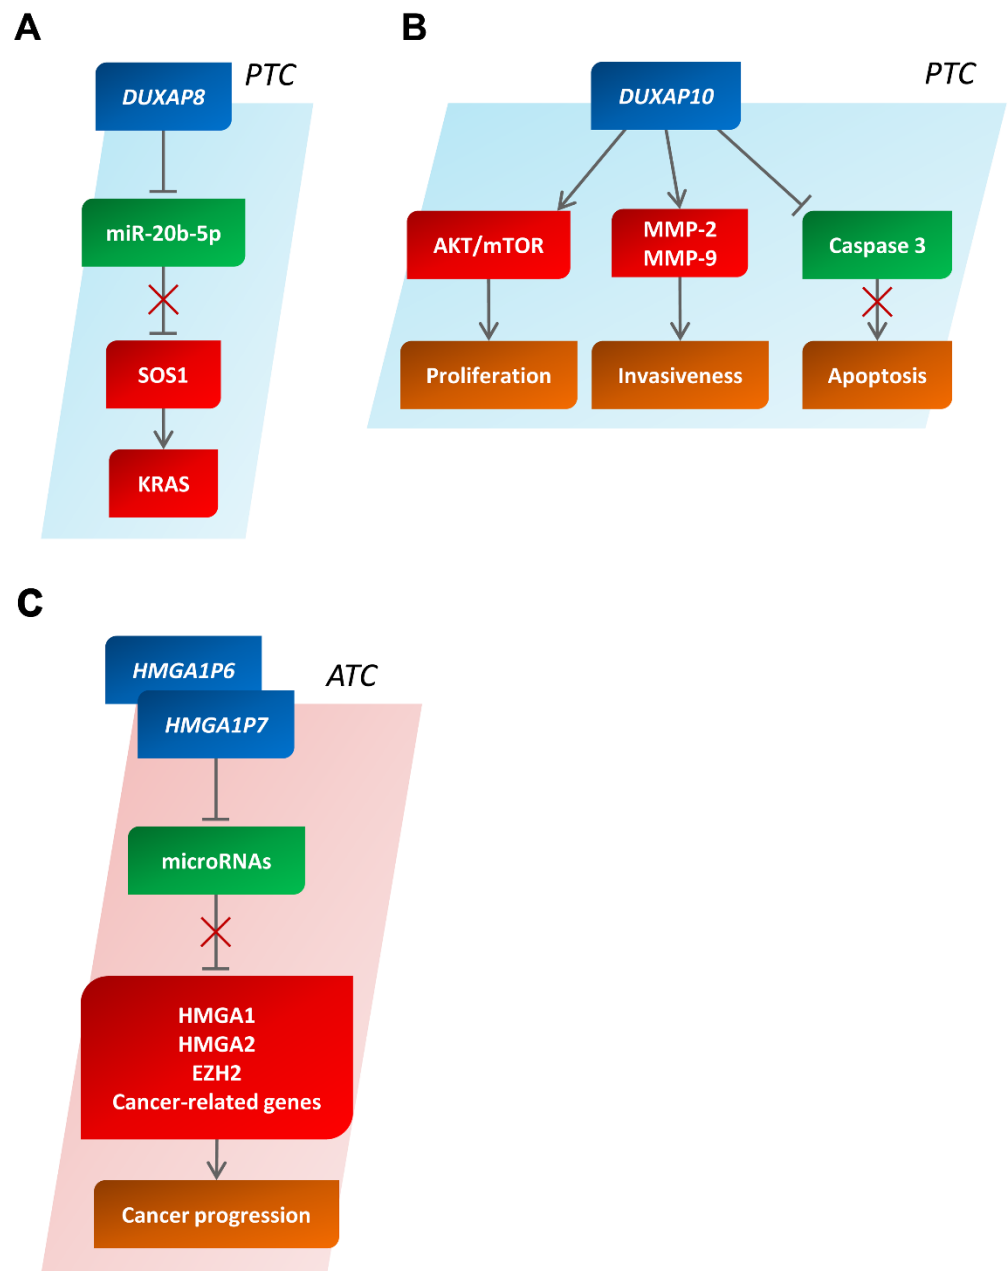 A
PTC
DUXAP8
miR-20b-5p
SOS1
KRAS
B
PTC
DUXAP10
AKT/mTOR
MMP-2
MMP-9
Caspase 3
Proliferation
Invasiveness
Apoptosis
C
HMGA1P6
ATC
HMGA1P7
microRNAs
HMGA1
HMGA2
EZH2
Cancer-related genes
Cancer progression